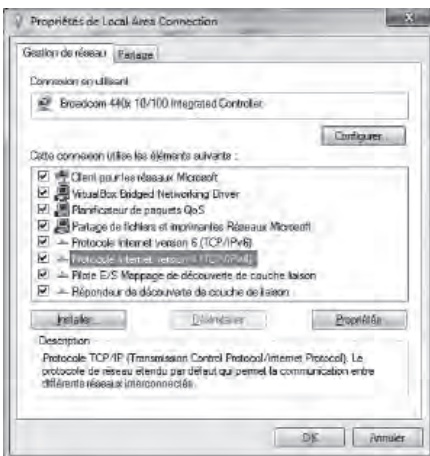 Propriétés de Local Area Connection
Gestion de réseau Partage
Connexion en utilisant
Broadcom 440x 10/100 Integrated Controller
Configurer...
Cette connexion utilise les éléments suivants :
Client pour les réseaux Microsoft
VirtualBox Bridged Networking Driver
Planificateur de paquets QoS
Partage de fichiers et imprimantes Réseaux Microsoft
Protocole Internet version 6 (TCP/IPv6)
Protocole Internet version 4 (TCP/IPv4)
Pilote E/S Mappage de découverte de couche liaison
Répondeur de découverte de couche de liaison
Installer... Désinstaller Propriétés
Description
Protocole TCP/IP (Transmission Control Protocol/Internet Protocol). Le
protocole de réseau étendu par défaut qui permet la communication entre
différents réseaux interconnectés.
OK Annuler